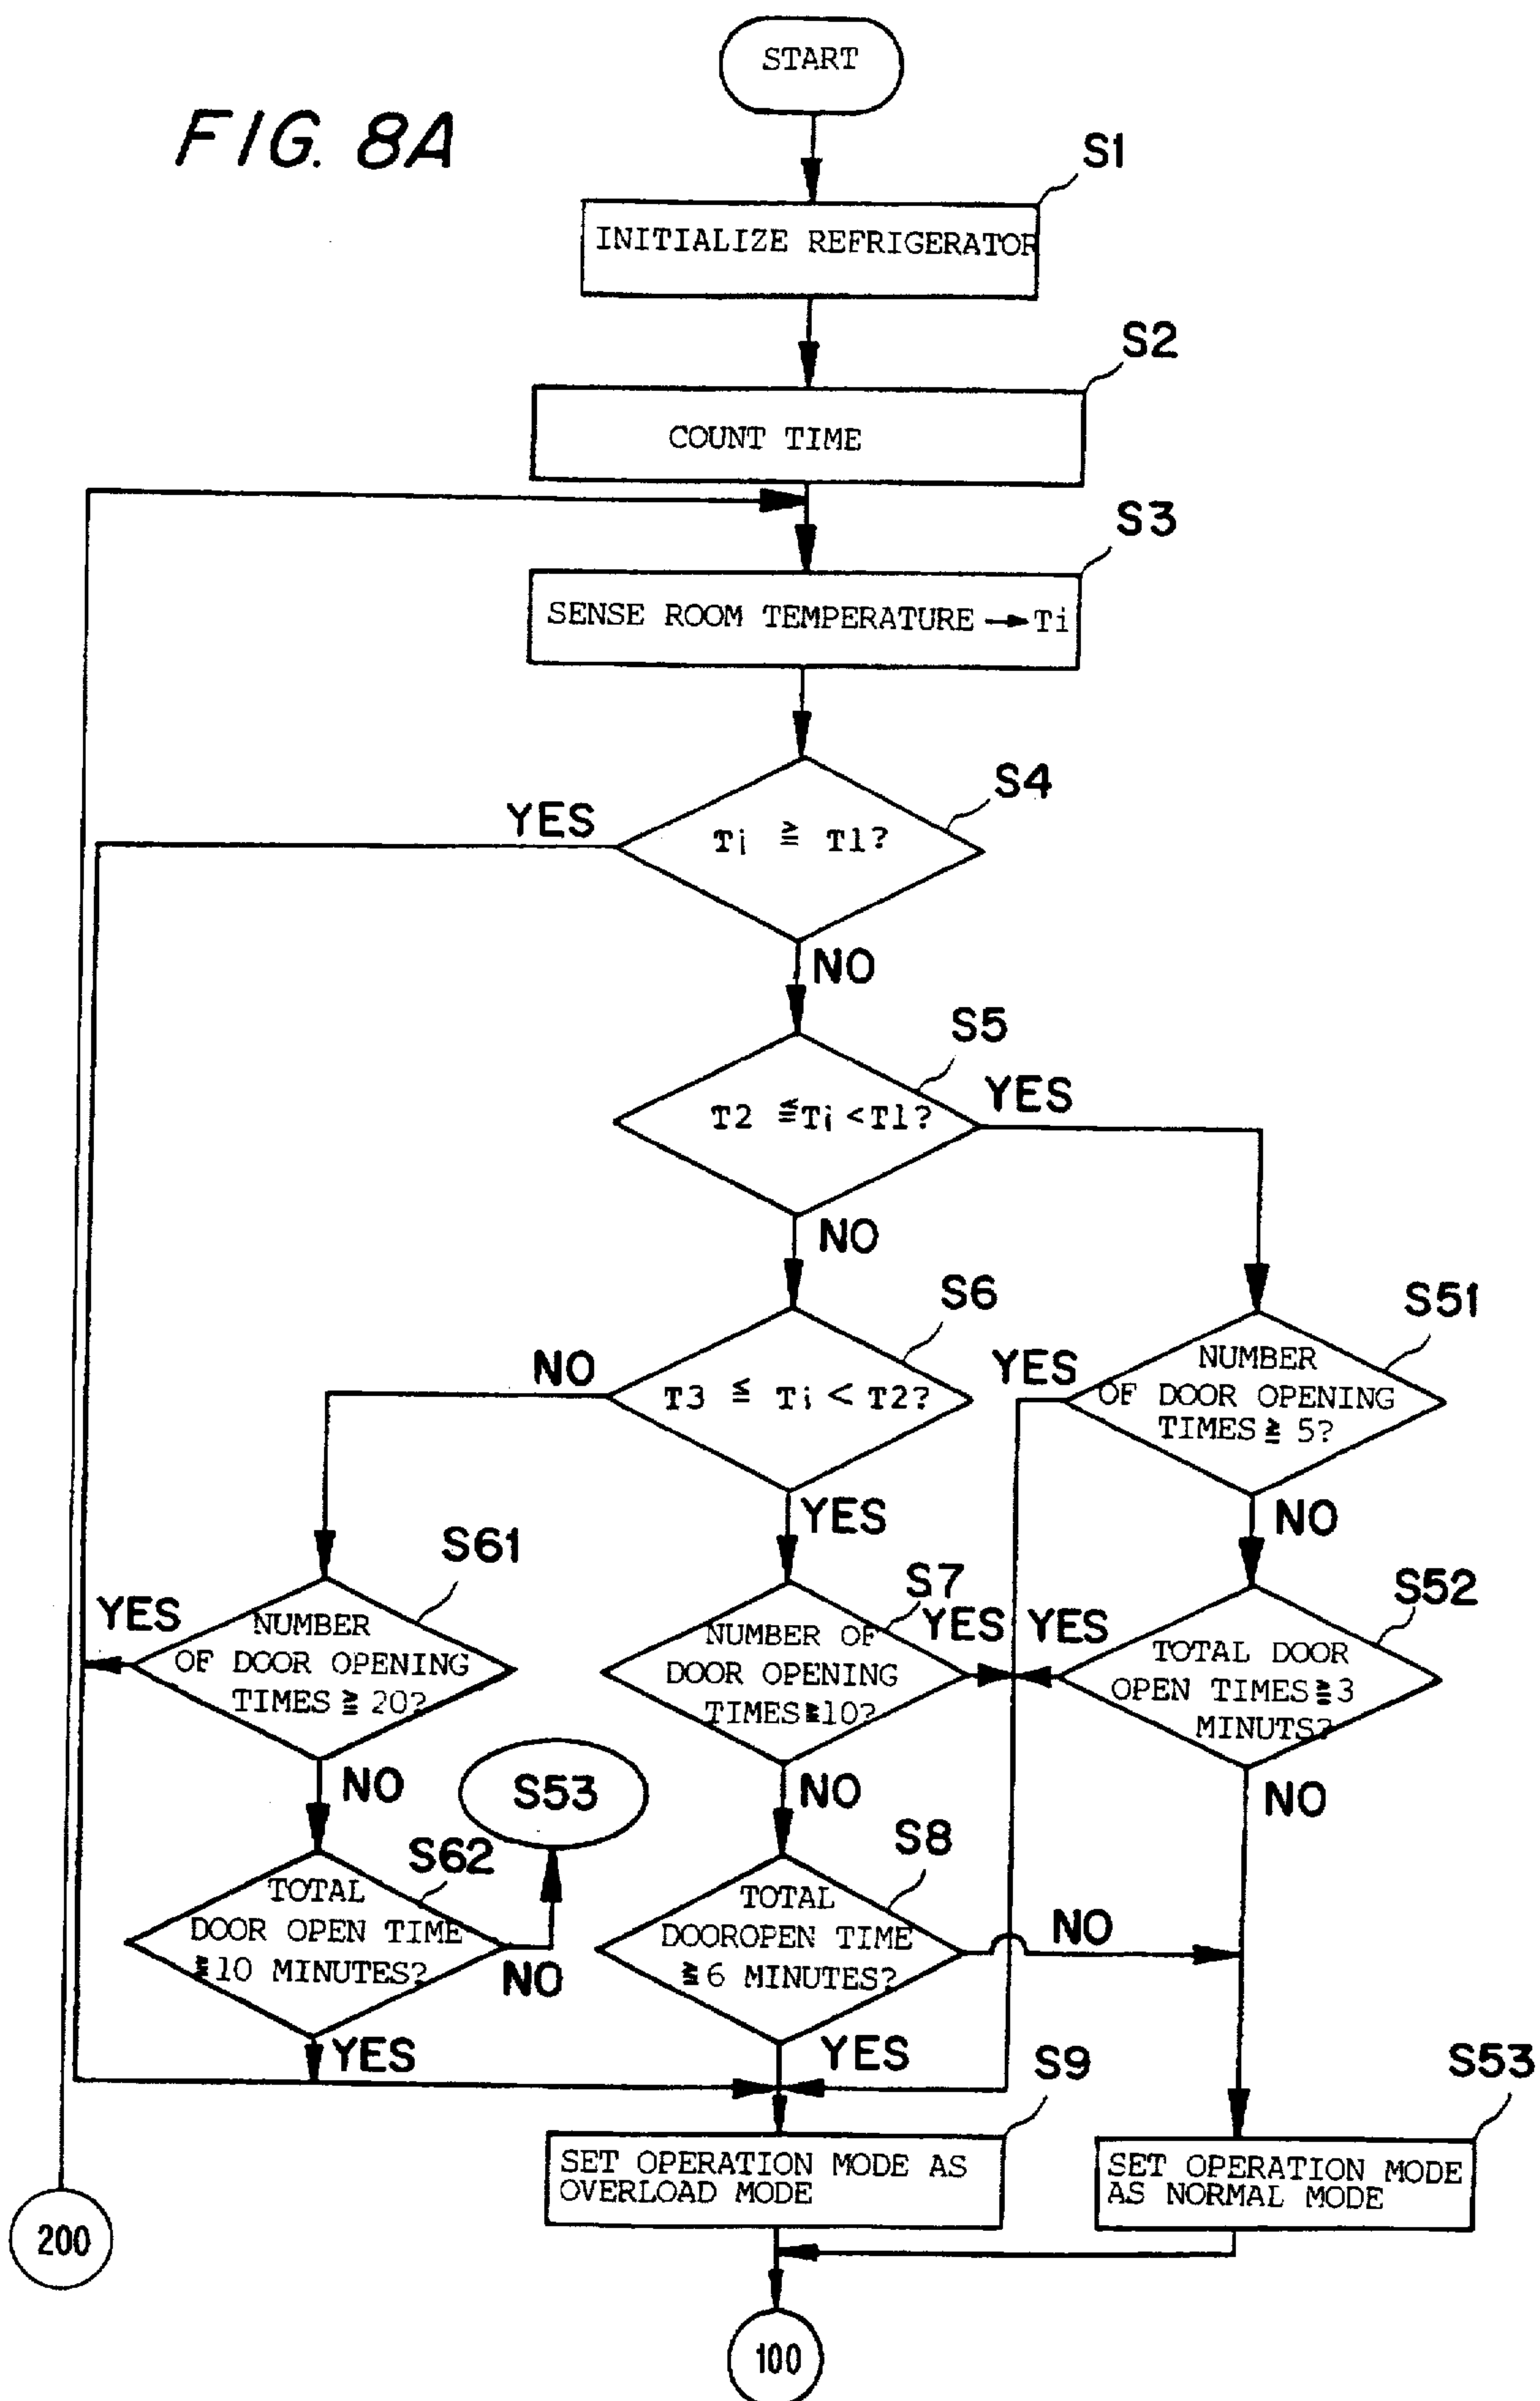 START
FIG. 8A
S1
INITIALIZE REFRIGERATOR
S2
COUNT TIME
S3
SENSE ROOM TEMPERATURE → Ti
S4
YES
Ti ≧ T1?
NO
S5
T2 ≦ Ti < T1?
YES
NO
S6
NO
T3 ≦ Ti < T2?
YES
S51
YES
NUMBER
OF DOOR OPENING
TIMES ≧ 5?
NO
S61
YES
NUMBER
OF DOOR OPENING
TIMES ≧ 20?
NO
S7
YES
NUMBER OF
DOOR OPENING
TIMES ≧ 10?
NO
S52
YES
TOTAL DOOR
OPEN TIMES ≧ 3
MINUTS?
NO
S53
S62
TOTAL
DOOR OPEN TIME
≧ 10 MINUTES?
NO
YES
S8
TOTAL
DOOROPEN TIME
≧ 6 MINUTES?
NO
YES
S9
SET OPERATION MODE AS
OVERLOAD MODE
S53
SET OPERATION MODE
AS NORMAL MODE
200
100